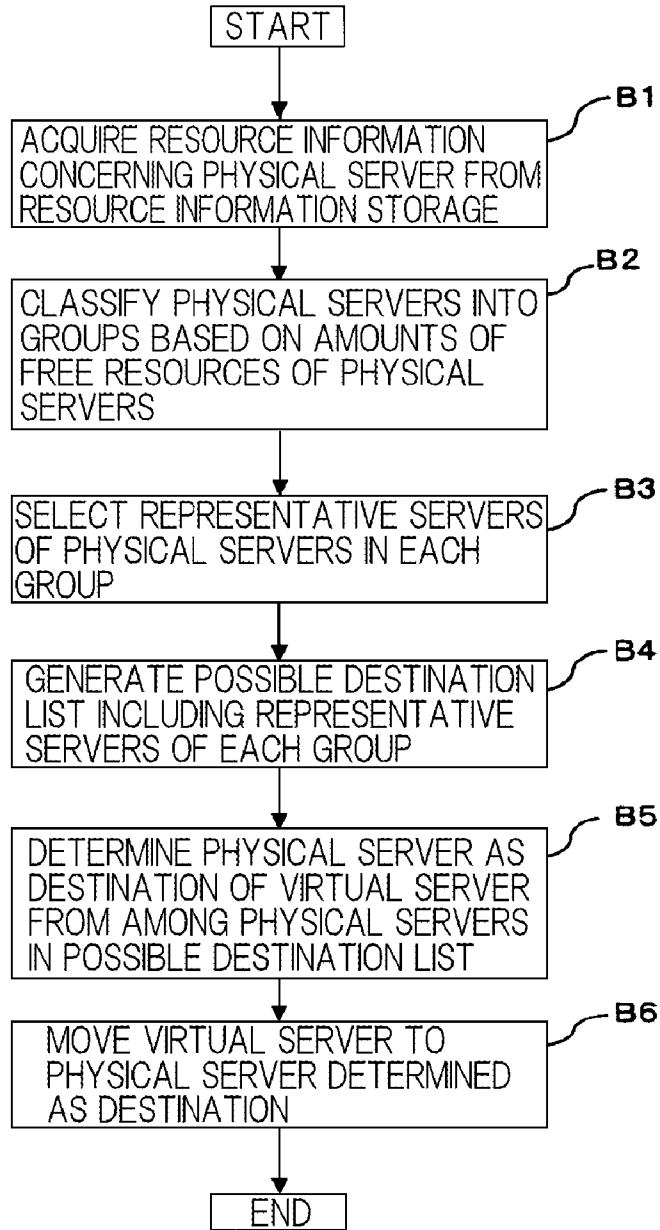 START
B1
ACQUIRE RESOURCE INFORMATION
CONCERNING PHYSICAL SERVER FROM
RESOURCE INFORMATION STORAGE
B2
CLASSIFY PHYSICAL SERVERS INTO
GROUPS BASED ON AMOUNTS OF
FREE RESOURCES OF PHYSICAL
SERVERS
B3
SELECT REPRESENTATIVE SERVERS
OF PHYSICAL SERVERS IN EACH
GROUP
B4
GENERATE POSSIBLE DESTINATION
LIST INCLUDING REPRESENTATIVE
SERVERS OF EACH GROUP
B5
DETERMINE PHYSICAL SERVER AS
DESTINATION OF VIRTUAL SERVER
FROM AMONG PHYSICAL SERVERS
IN POSSIBLE DESTINATION LIST
B6
MOVE VIRTUAL SERVER TO
PHYSICAL SERVER DETERMINED
AS DESTINATION
END